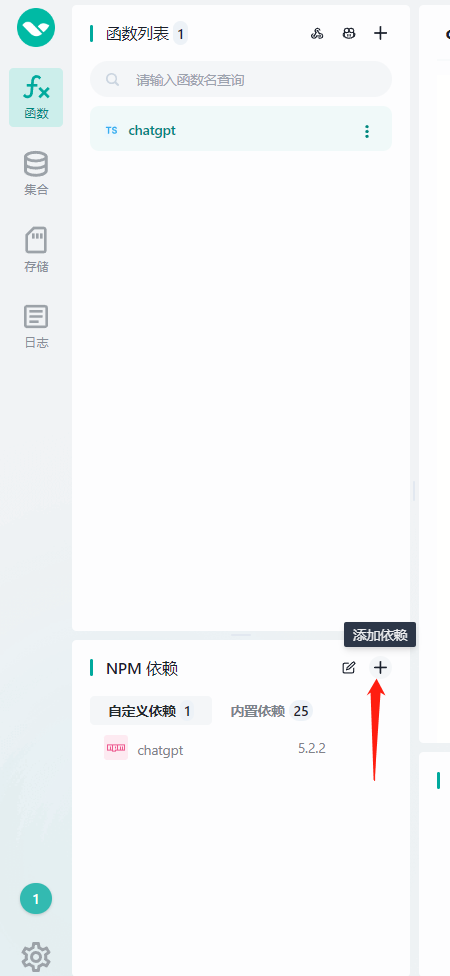 函数列表 1
请输入函数名查询
TS chatgpt
函数
集合
存储
日志
添加依赖
NPM 依赖
自定义依赖 1 内置依赖 25
npm chatgpt 5.2.2
1